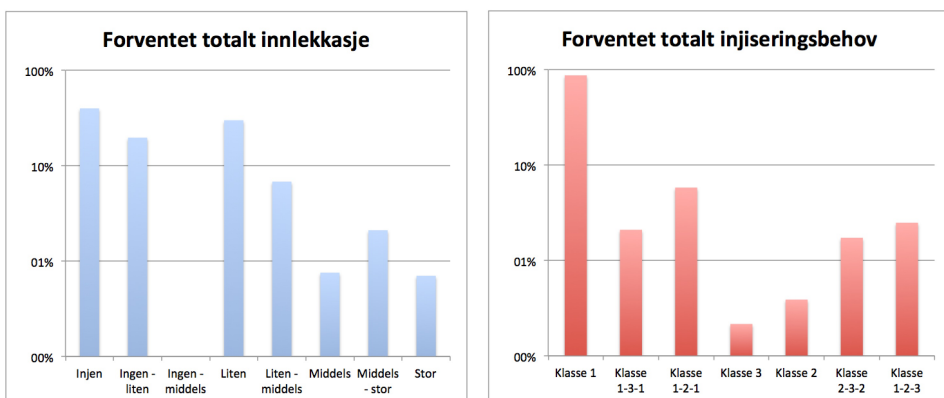 Forventet totalt innlekkasje
100%
10%
01%
00%
Injen
Ingen -
liten
Ingen -
middels
Liten
Liten -
middels
Middels
Middels
- stor
Stor
Forventet totalt injiseringsbehov
100%
10%
01%
00%
Klasse 1
Klasse
1-3-1
Klasse
1-2-1
Klasse 3
Klasse 2
Klasse
2-3-2
Klasse
1-2-3